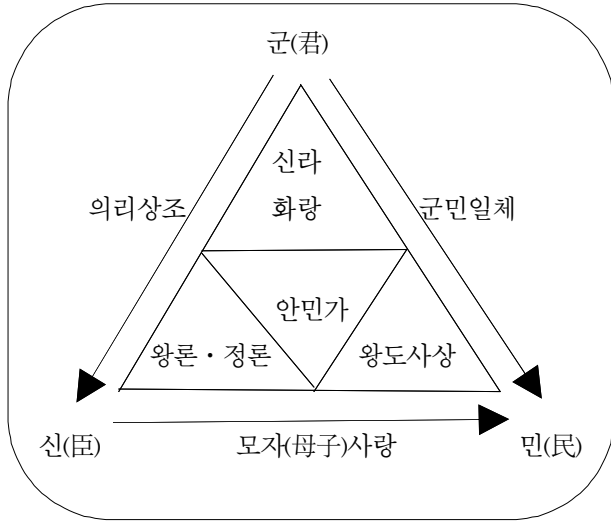 군(君)
신라
화랑
의리상조
군민일체
안민가
왕론・정론
왕도사상
신(臣)
모자(母子)사랑
민(民)